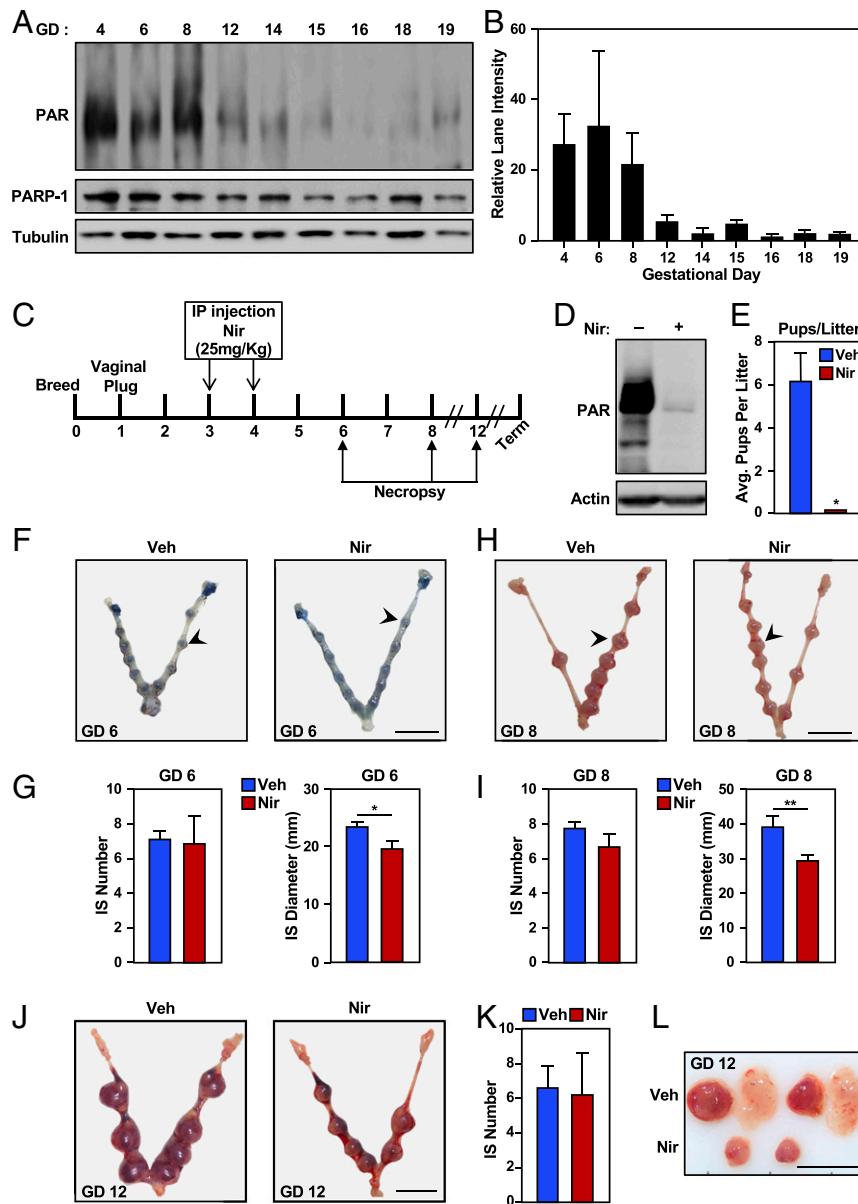 A
GD : 4 6 8 12 14 15 16 18 19
PAR
PARP-1
Tubulin
B
Relative Lane Intensity
60
40
20
0
4 6 8 12 14 15 16 18 19
Gestational Day
C
IP injection
Nir
(25mg/Kg)
Vaginal
Plug
Breed
0 1 2 3 4 5 6 7 8 12 Term
Necropsy
D
Nir: – +
PAR
Actin
E
Pups/Litter
Veh
Nir
Avg. Pups Per Litter
8
6
4
2
0
*
F
Veh
Nir
GD 6
GD 6
H
Veh
Nir
GD 8
GD 8
G
GD 6
IS Number
10
8
6
4
2
0
Veh
Nir
GD 6
IS Diameter (mm)
30
20
10
0
*
I
GD 8
IS Number
10
8
6
4
2
0
Veh
Nir
GD 8
IS Diameter (mm)
50
40
30
20
10
0
**
J
Veh
Nir
GD 12
GD 12
K
Veh Nir
IS Number
10
8
6
4
2
0
L
GD 12
Veh
Nir